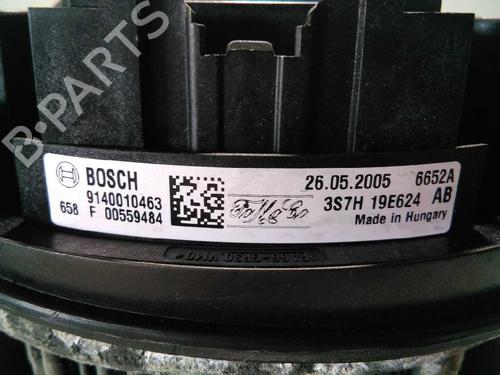 B-PARTS
BOSCH
26.05.2005 6652A
9140010463
3S7H 19E624 AB
658 F 00559484
Made in Hungary